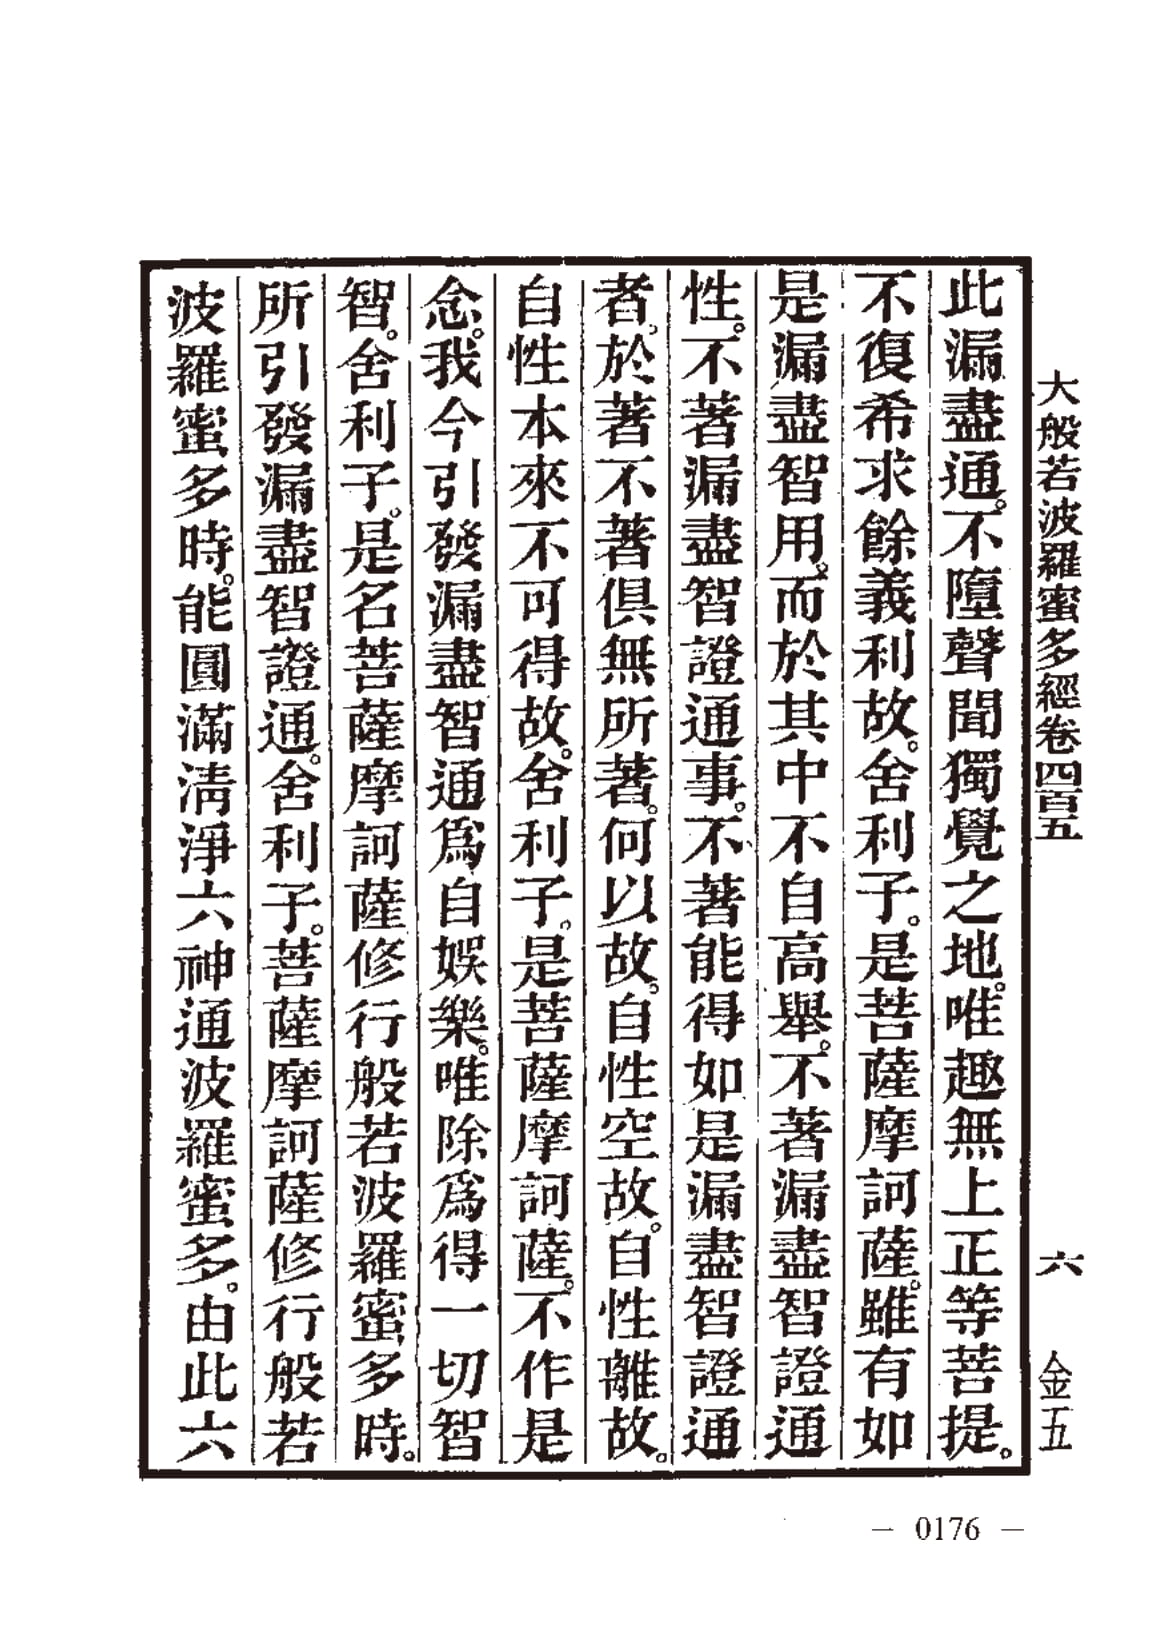 大般若波羅蜜多經卷四百五 六 金五
此漏盡通。不墮聲聞獨覺之地。唯趣無上正等菩提。
不復希求餘義利故。舍利子。是菩薩摩訶薩。雖有如
是漏盡智用。而於其中不自高舉。不著漏盡智證通
性。不著漏盡智證通事。不著能得如是漏盡智證通
者。於著不著俱無所著。何以故。自性空故。自性離故。
自性本來不可得故。舍利子。是菩薩摩訶薩。不作是
念。我今引發漏盡智通爲自娛樂。唯除爲得一切智
智。舍利子。是名菩薩摩訶薩修行般若波羅蜜多時。
所引發漏盡智證通。舍利子。菩薩摩訶薩修行般若
波羅蜜多時。能圓滿淸淨六神通波羅蜜多。由此六
— 0176 —